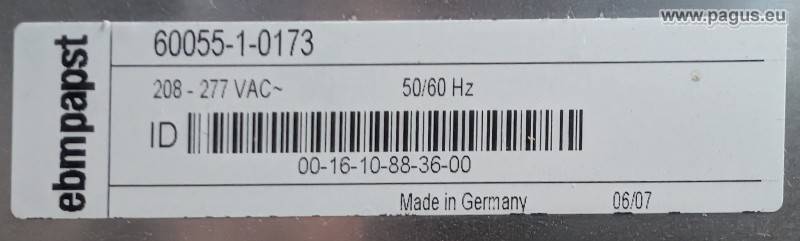 www.pagus.eu
ebmpapst
60055-1-0173
208 - 277 VAC~ 50/60 Hz
ID
00-16-10-88-36-00
Made in Germany 06/07